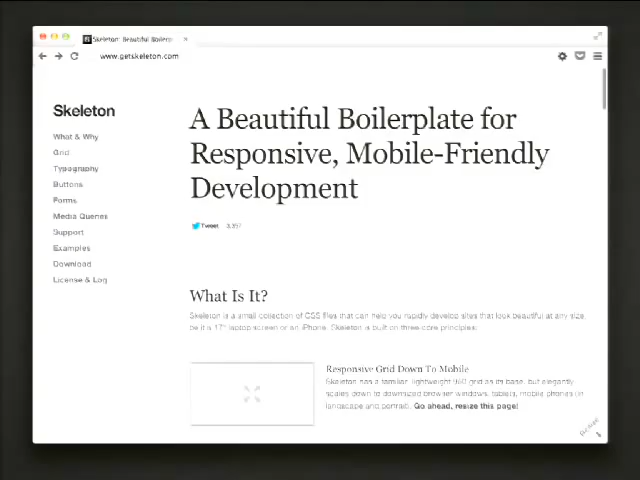 Skeleton: Beautiful Boilerp
www.getskeleton.com
Skeleton
What & Why
Grid
Typography
Buttons
Forms
Media Queries
Support
Examples
Download
License & Log
A Beautiful Boilerplate for
Responsive, Mobile-Friendly
Development
Tweet
What Is It?
Skeleton is a small collection of CSS files that can help you rapidly develop sites that look beautiful at any size,
be it a 17" laptop screen or an iPhone. Skeleton is built on three core principles:
Responsive Grid Down To Mobile
Skeleton has a familiar, lightweight 960 grid as its base, but elegantly
scales down to downsized browser windows, tablets, mobile phones (in
landscape and portrait). Go ahead, resize this page!